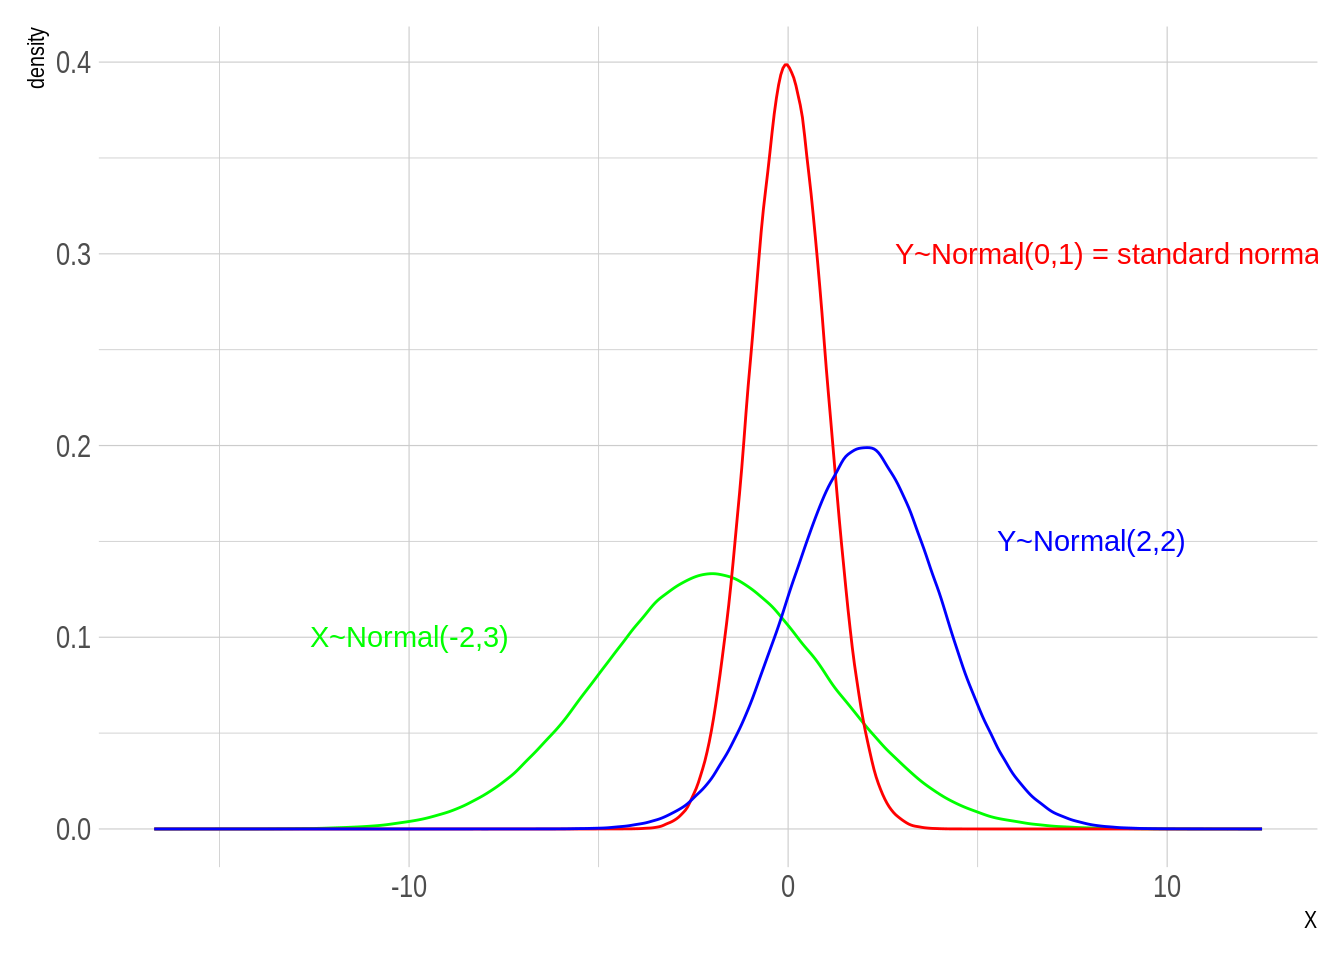 density
0.4
0.3
0.2
0.1
0.0
Y~Normal(0,1) = standard norma
Y~Normal(2,2)
X~Normal(-2,3)
-10
0
10
X